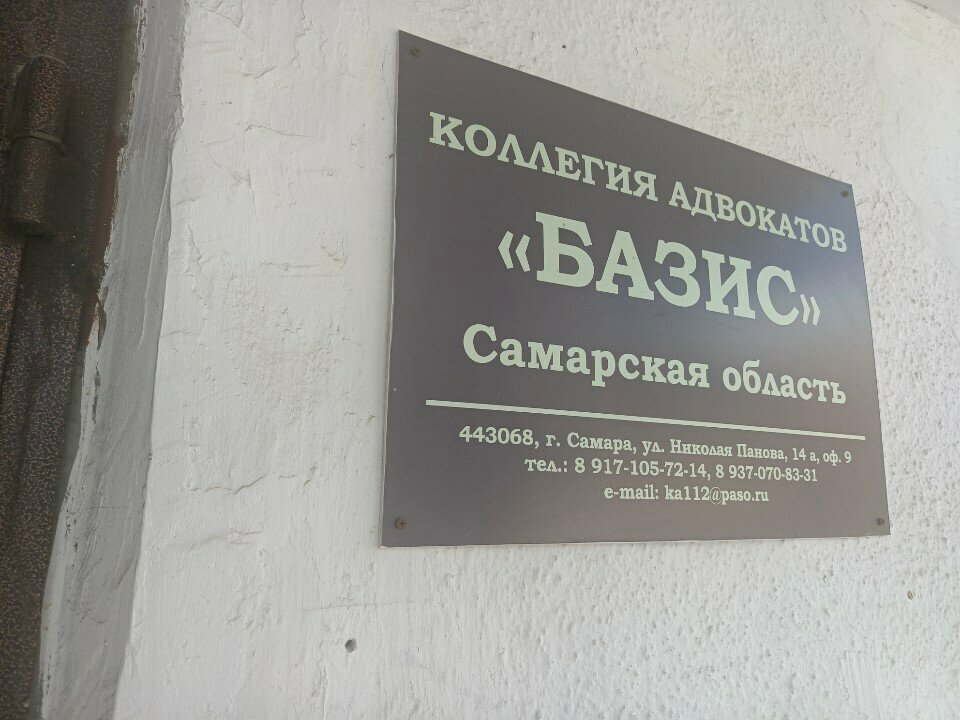 КОЛЛЕГИЯ АДВОКАТОВ
«БАЗИС»
Самарская область
443068, г. Самара, ул. Николая Панова, 14 а, оф. 9
тел.: 8 917-105-72-14, 8 937-070-83-31
e-mail: ka112@paso.ru